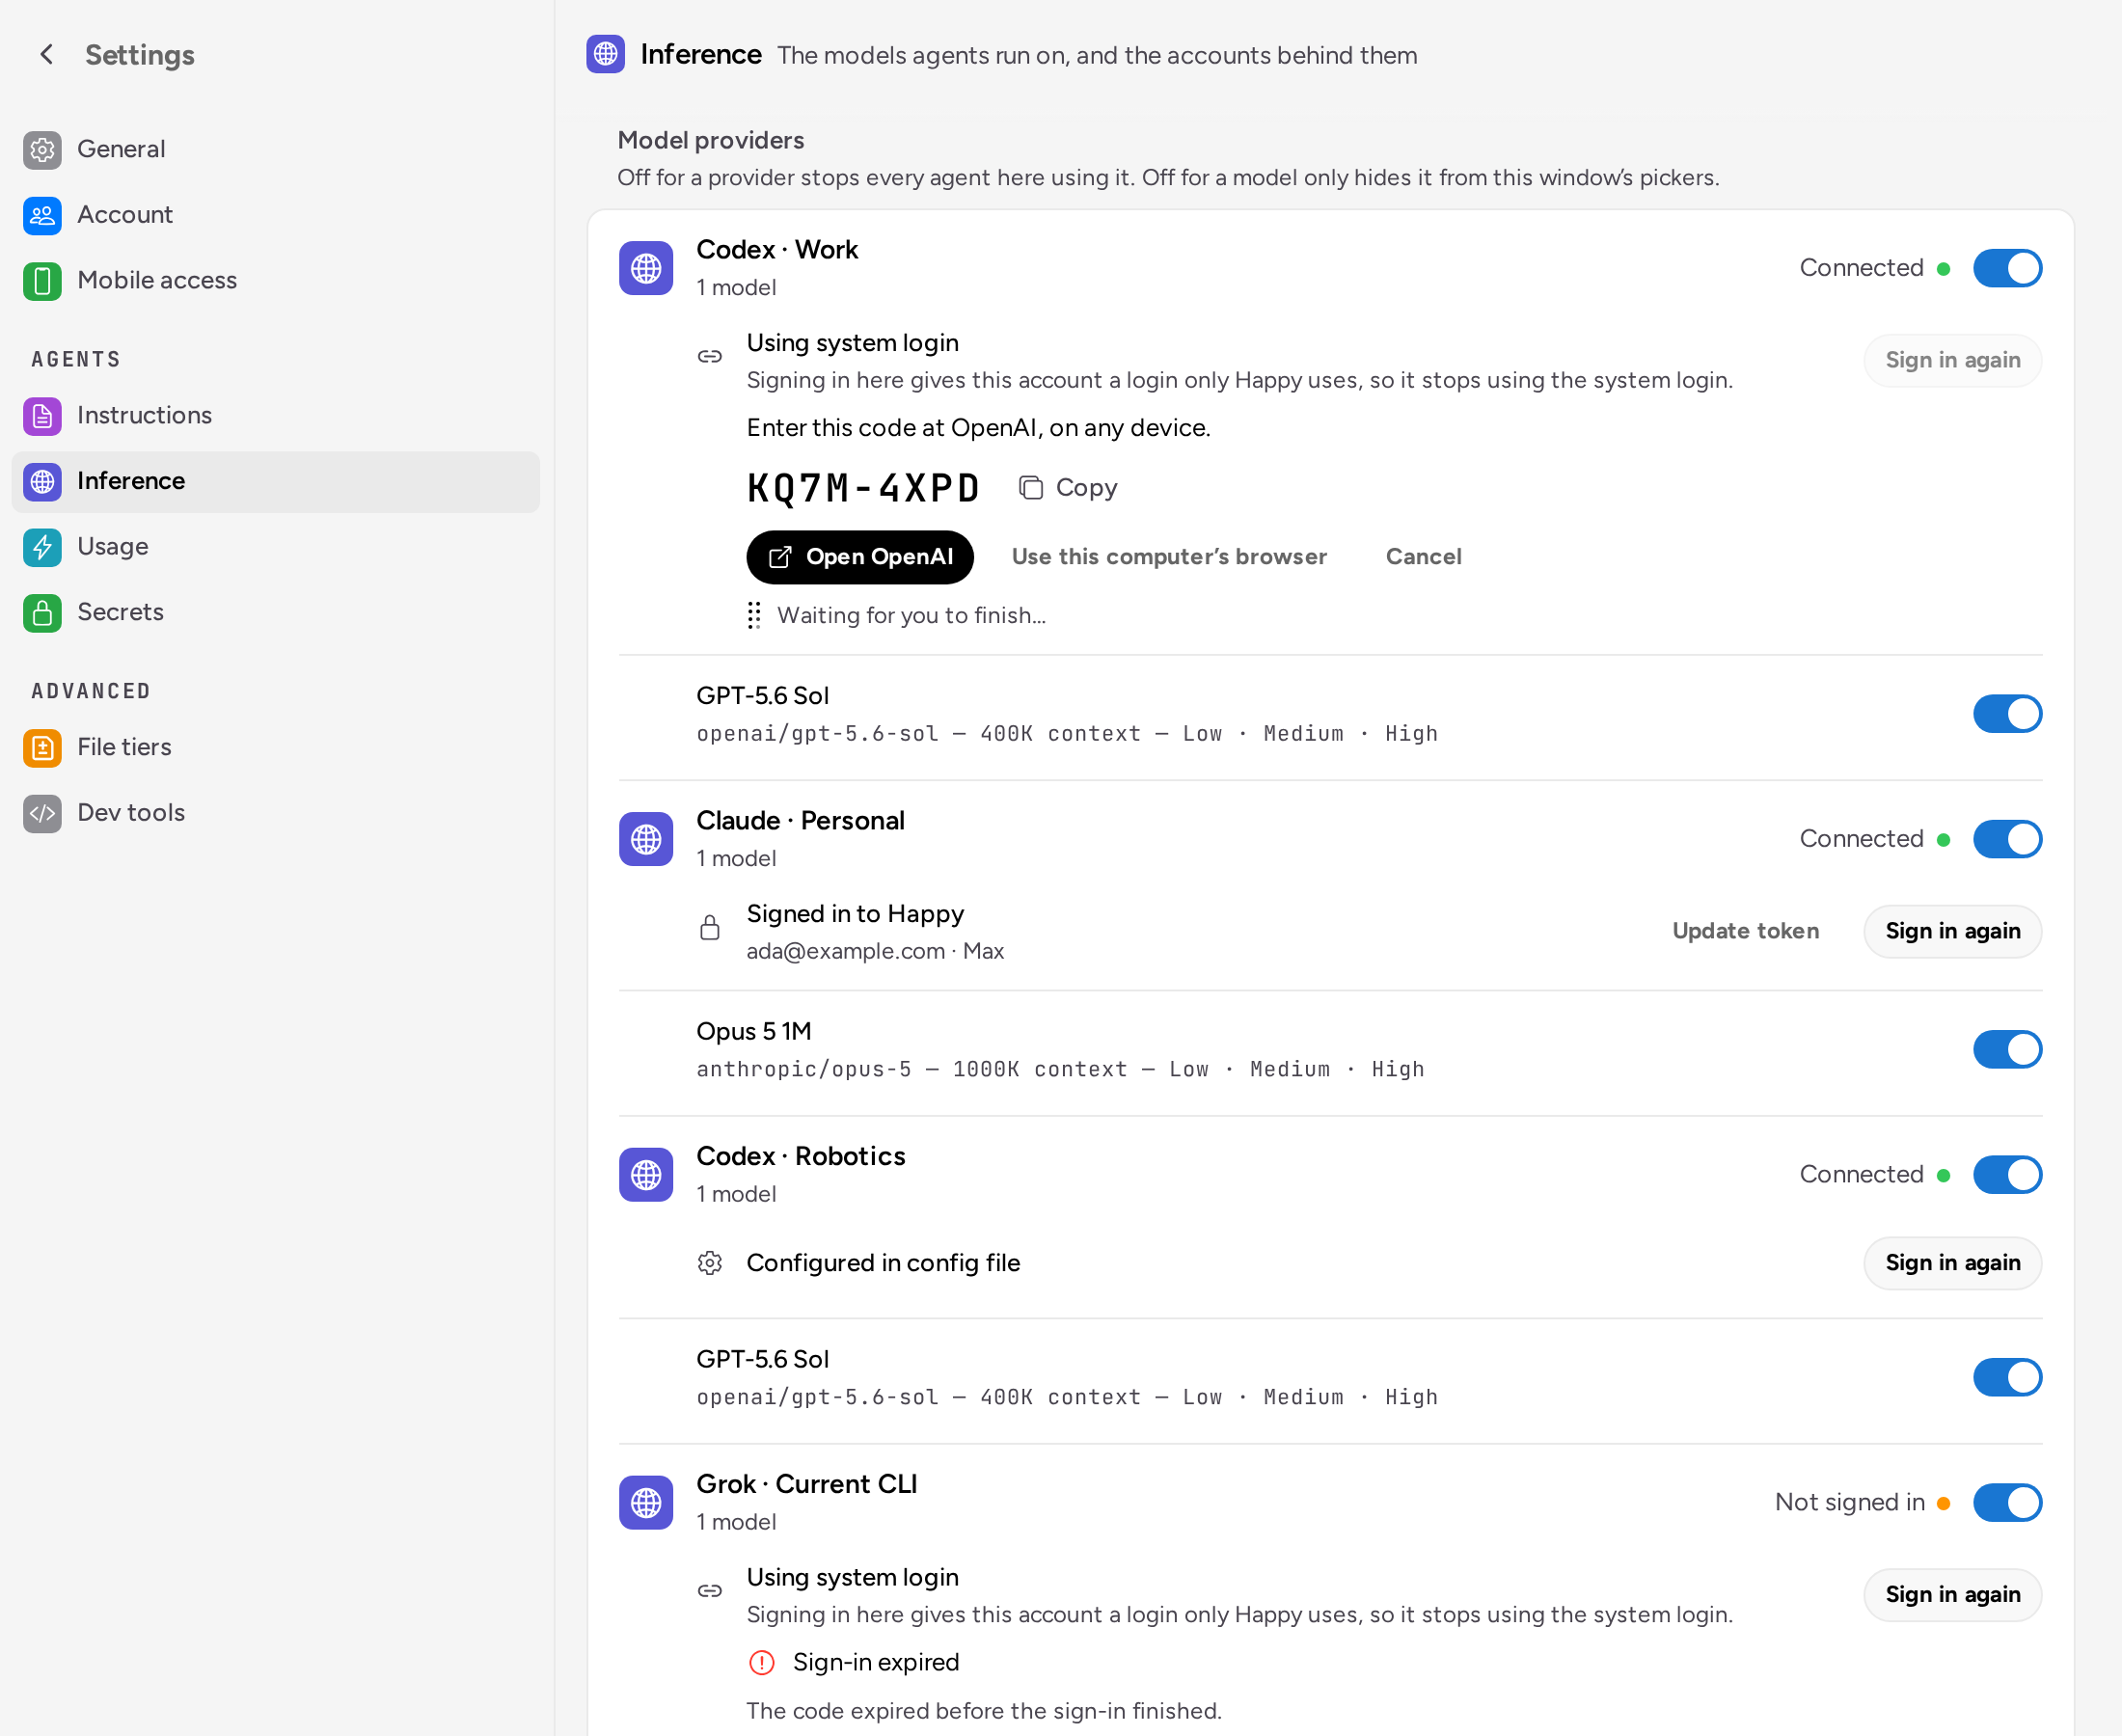 Settings
General
Account
Mobile access
AGENTS
Instructions
Inference
Usage
Secrets
ADVANCED
File tiers
Dev tools
Inference The models agents run on, and the accounts behind them
Model providers
Off for a provider stops every agent here using it. Off for a model only hides it from this window’s pickers.
Codex · Work
1 model
Connected
Using system login
Signing in here gives this account a login only Happy uses, so it stops using the system login.
Sign in again
Enter this code at OpenAI, on any device.
KQ7M-4XPD Copy
Open OpenAI Use this computer’s browser Cancel
Waiting for you to finish…
GPT-5.6 Sol
openai/gpt-5.6-sol — 400K context — Low · Medium · High
Claude · Personal
1 model
Connected
Signed in to Happy
ada@example.com · Max
Update token Sign in again
Opus 5 1M
anthropic/opus-5 — 1000K context — Low · Medium · High
Codex · Robotics
1 model
Connected
Configured in config file
Sign in again
GPT-5.6 Sol
openai/gpt-5.6-sol — 400K context — Low · Medium · High
Grok · Current CLI
1 model
Not signed in
Using system login
Signing in here gives this account a login only Happy uses, so it stops using the system login.
Sign in again
Sign-in expired
The code expired before the sign-in finished.